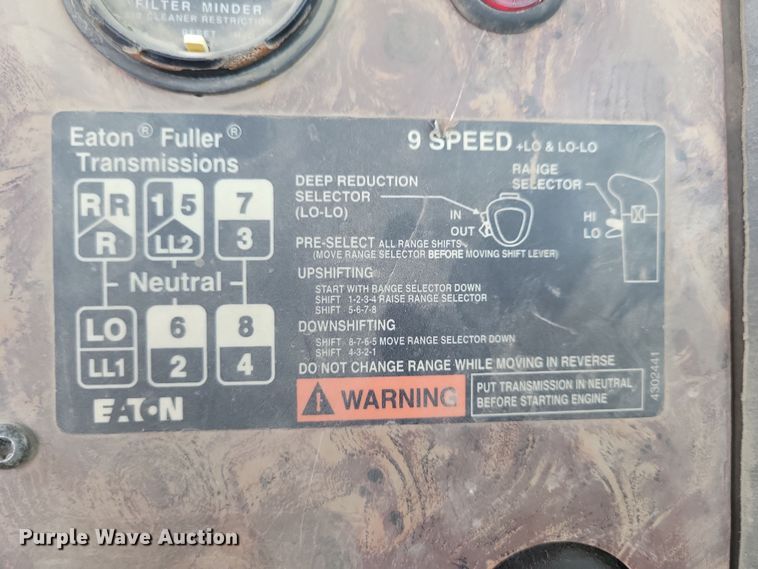 FILTER MINDER
AIR CLEANER RESTRICTION
RESET
Eaton® Fuller®
Transmissions
9 SPEED +LO & LO-LO
R R
R
1 5
LL2
7
3
Neutral
LO
LL1
6
2
8
4
EATON
DEEP REDUCTION
SELECTOR
(LO-LO)
IN
OUT
RANGE
SELECTOR
HI
LO
PRE-SELECT ALL RANGE SHIFTS
(MOVE RANGE SELECTOR BEFORE MOVING SHIFT LEVER)
UPSHIFTING
START WITH RANGE SELECTOR DOWN
SHIFT 1-2-3-4 RAISE RANGE SELECTOR
SHIFT 5-6-7-8
DOWNSHIFTING
SHIFT 8-7-6-5 MOVE RANGE SELECTOR DOWN
SHIFT 4-3-2-1
DO NOT CHANGE RANGE WHILE MOVING IN REVERSE
WARNING
PUT TRANSMISSION IN NEUTRAL
BEFORE STARTING ENGINE
4302441
Purple Wave Auction
Purple Wave Auction